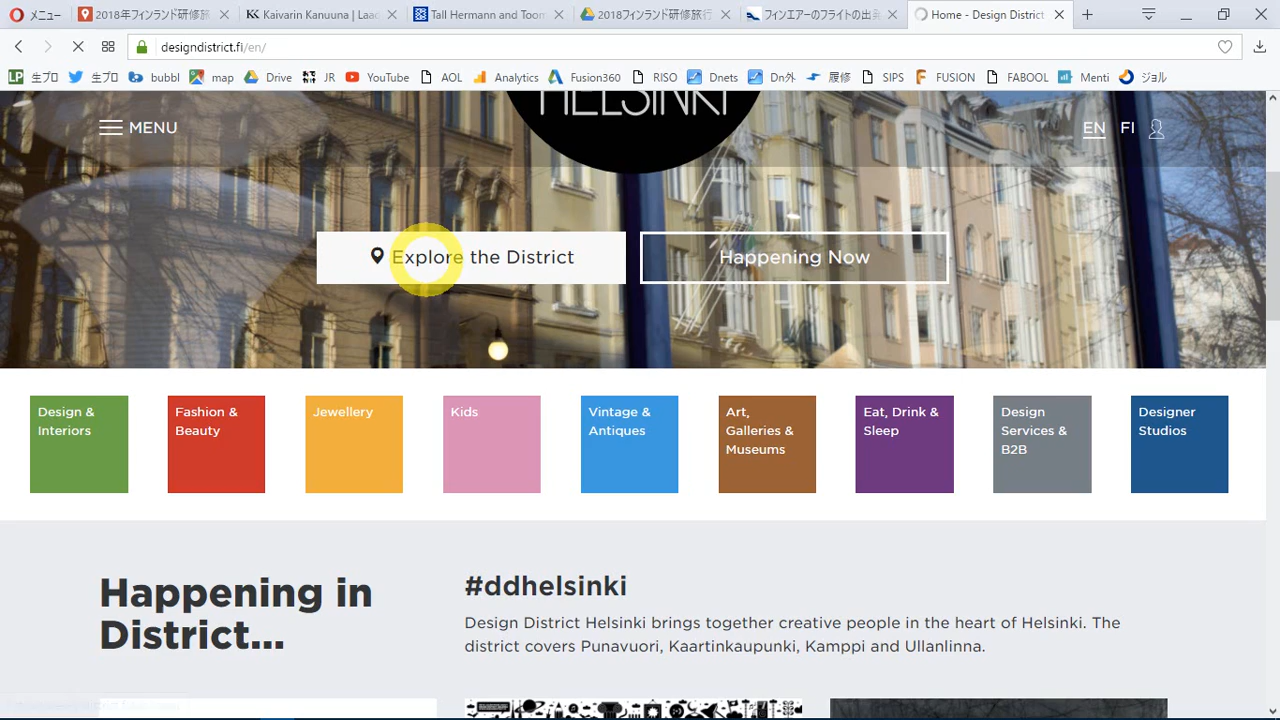 メニュー
2018年フィンランド研修旅
Kaivarin Kanuuna | Laad
Tall Hermann and Toom
2018フィンランド研修旅行
フィンエアーのフライトの出発
Home - Design District
designdistrict.fi/en/
生プロ
生プロ
bubbl
map
Drive
JR
YouTube
AOL
Analytics
Fusion360
RISO
Dnets
Dn外
履修
SIPS
FUSION
FABOOL
Menti
ジョル
HELSINKI
MENU
EN FI
Explore the District
Happening Now
Design &
Interiors
Fashion &
Beauty
Jewellery
Kids
Vintage &
Antiques
Art,
Galleries &
Museums
Eat, Drink &
Sleep
Design
Services &
B2B
Designer
Studios
Happening in
District...
#ddhelsinki
Design District Helsinki brings together creative people in the heart of Helsinki. The
district covers Punavuori, Kaartinkaupunki, Kamppi and Ullanlinna.